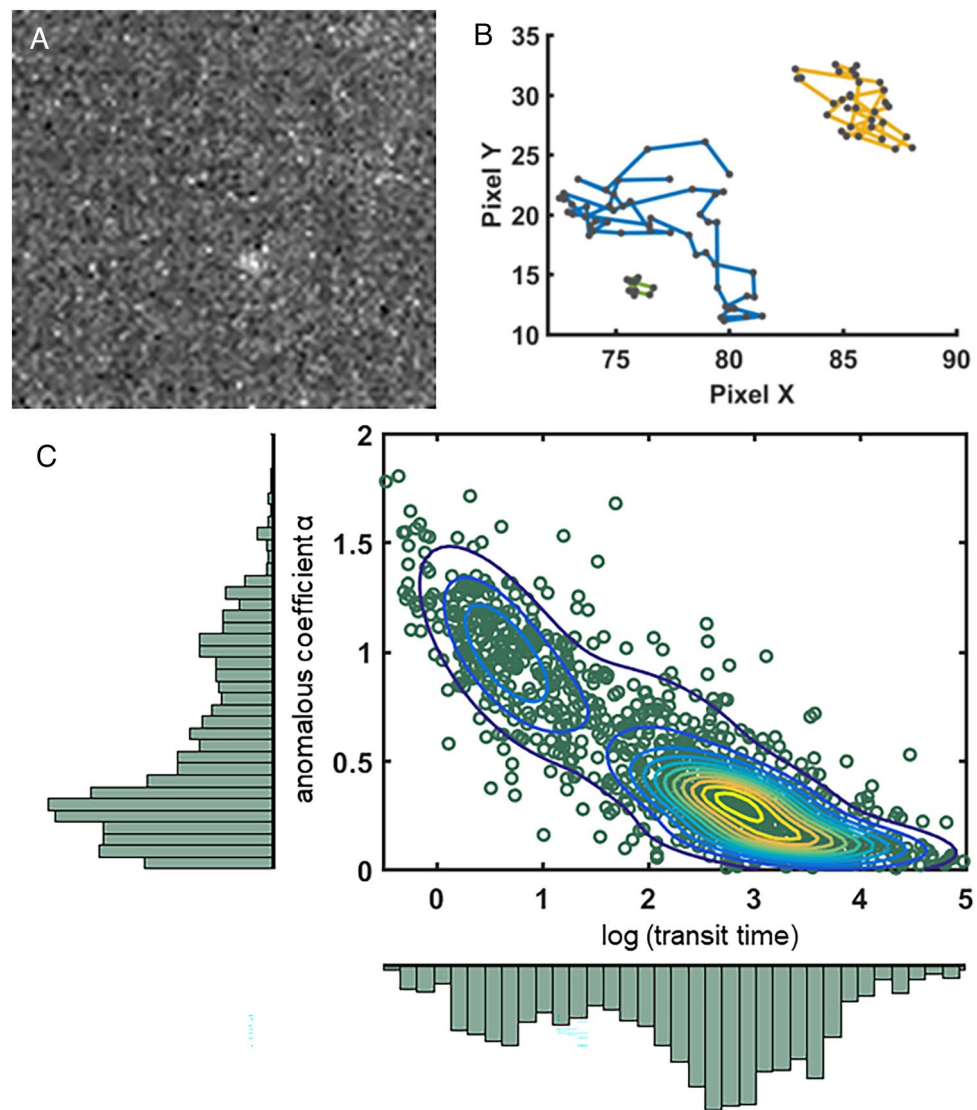 A
B
35
30
25
20
15
10
Pixel Y
75 80 85 90
Pixel X
C
2
1.5
1
0.5
0
anomalous coefficient α
0 1 2 3 4 5
log (transit time)